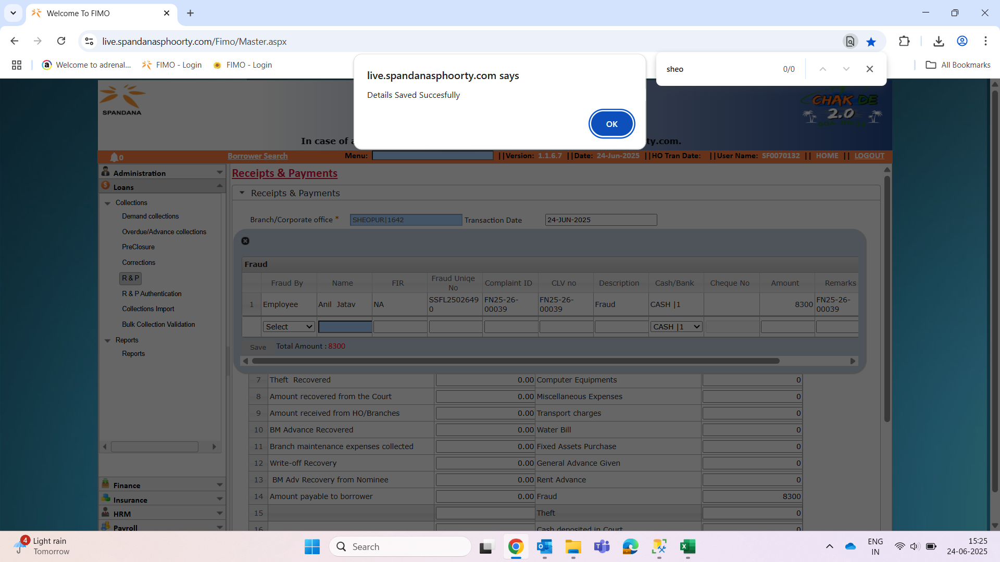 Welcome To FIMO
live.spandanasphoorty.com/Fimo/Master.aspx
Welcome to adrenal...
FIMO - Login
FIMO - Login
All Bookmarks
sheo
0/0
live.spandanasphoorty.com says
Details Saved Succesfully
OK
SPANDANA
CHAK DE
2.0
In case of
ty.com.
0
Borrower Search
Menu:
||Version: 1.1.6.7 ||Date: 24-Jun-2025 ||HO Tran Date: ||User Name: SF0070132 || HOME || LOGOUT
Administration
Loans
Collections
Demand collections
Overdue/Advance collections
PreClosure
Corrections
R & P
R & P Authentication
Collections Import
Bulk Collection Validation
Reports
Reports
Finance
Insurance
HRM
Payroll
Receipts & Payments
Receipts & Payments
Branch/Corporate office * SHEOPUR|1642 Transaction Date 24-JUN-2025
Fraud
Fraud By Name FIR Fraud Uniqe No Complaint ID CLV no Description Cash/Bank Cheque No Amount Remarks
1 Employee Anil Jatav NA SSFL25026490 FN25-26-00039 FN25-26-00039 Fraud CASH |1 8300 FN25-26-00039
Select CASH |1
Save Total Amount : 8300
7 Theft Recovered 0.00 Computer Equipments 0
8 Amount recovered from the Court 0.00 Miscellaneous Expenses 0
9 Amount received from HO/Branches 0.00 Transport charges 0
10 BM Advance Recovered 0.00 Water Bill 0
11 Branch maintenance expenses collected 0.00 Fixed Assets Purchase 0
12 Write-off Recovery 0.00 General Advance Given 0
13 BM Adv Recovery from Nominee 0.00 Rent Advance 0
14 Amount payable to borrower 0.00 Fraud 8300
15 Theft 0
16 Cash deposited in Court 0
4
Light rain
Tomorrow
Search
ENG
IN
15:25
24-06-2025